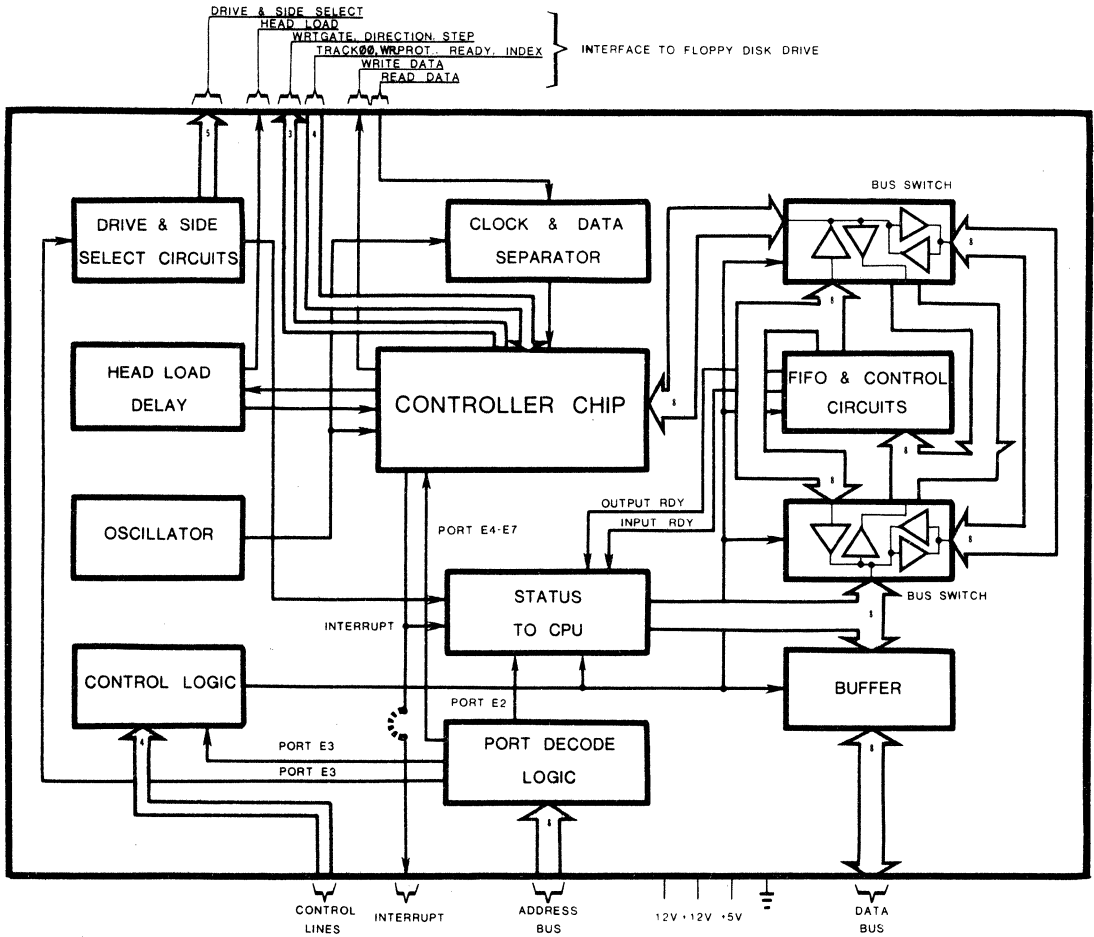 DRIVE & SIDE SELECT
HEAD LOAD
WRTGATE, DIRECTION, STEP
TRACK00, WR.PROT., READY, INDEX
WRITE DATA
READ DATA
INTERFACE TO FLOPPY DISK DRIVE
5
3
4
BUS SWITCH
DRIVE & SIDE
SELECT CIRCUITS
CLOCK & DATA
SEPARATOR
8
8
HEAD LOAD
DELAY
CONTROLLER CHIP
8
FIFO & CONTROL
CIRCUITS
8
8
OUTPUT RDY
INPUT RDY
OSCILLATOR
PORT E4-E7
8
STATUS
TO CPU
BUS SWITCH
INTERRUPT
8
CONTROL LOGIC
BUFFER
PORT E2
PORT E3
PORT E3
4
PORT DECODE
LOGIC
8
8
CONTROL
LINES
INTERRUPT
ADDRESS
BUS
12V +12V +5V
DATA
BUS